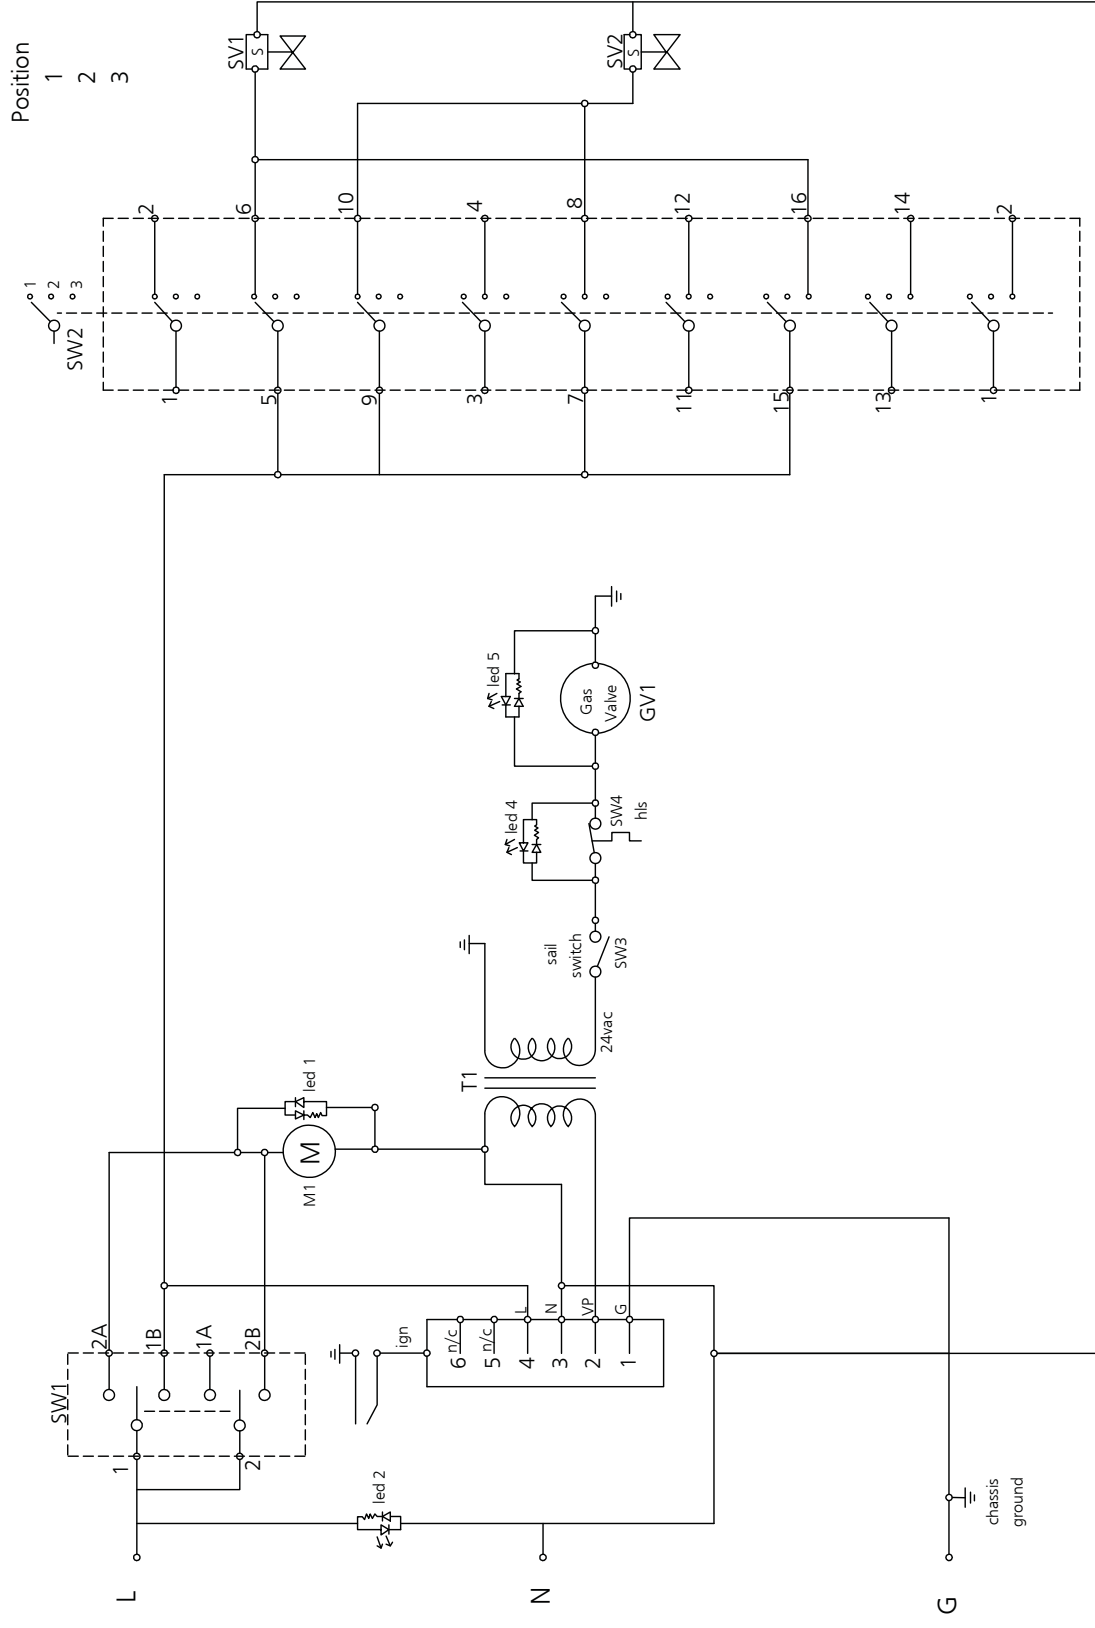 Position
1
2
3
SV1
S
SV2
S
SW2
1
2
3
2
6
10
4
8
12
16
14
2
1
5
9
3
7
11
15
13
1
led 5
Gas
Valve
GV1
led 4
SW4
hls
sail
switch
SW3
24vac
T1
led 1
M
M1
SW1
2A
1B
1A
2B
1
2
ign
6 n/c
5 n/c
4 L
3 N
2 VP
1 G
led 2
L
N
G
chassis
ground